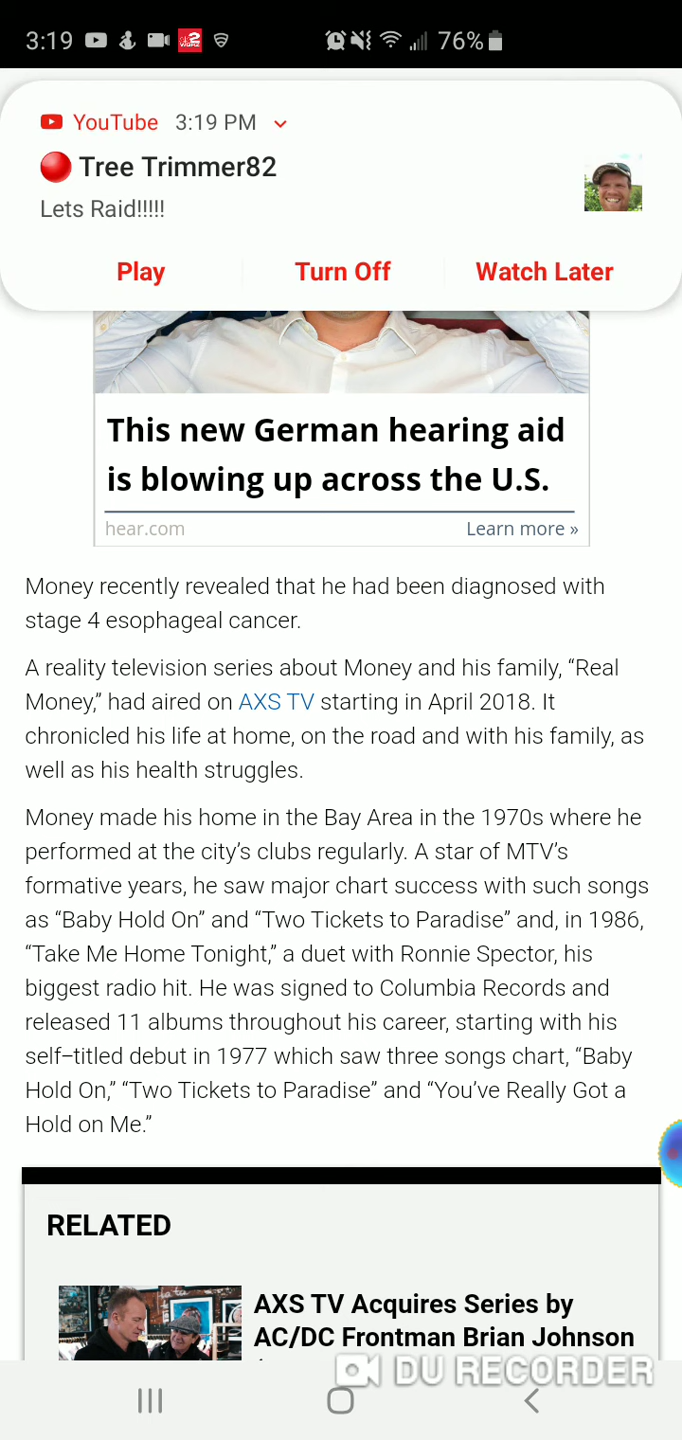 3:19 76%
YouTube 3:19 PM
Tree Trimmer82
Lets Raid!!!!!
Play Turn Off Watch Later
This new German hearing aid
is blowing up across the U.S.
hear.com Learn more »
Money recently revealed that he had been diagnosed with
stage 4 esophageal cancer.
A reality television series about Money and his family, “Real
Money,” had aired on AXS TV starting in April 2018. It
chronicled his life at home, on the road and with his family, as
well as his health struggles.
Money made his home in the Bay Area in the 1970s where he
performed at the city’s clubs regularly. A star of MTV’s
formative years, he saw major chart success with such songs
as “Baby Hold On” and “Two Tickets to Paradise” and, in 1986,
“Take Me Home Tonight,” a duet with Ronnie Spector, his
biggest radio hit. He was signed to Columbia Records and
released 11 albums throughout his career, starting with his
self-titled debut in 1977 which saw three songs chart, “Baby
Hold On,” “Two Tickets to Paradise” and “You’ve Really Got a
Hold on Me.”
RELATED
AXS TV Acquires Series by
AC/DC Frontman Brian Johnson
DU RECORDER